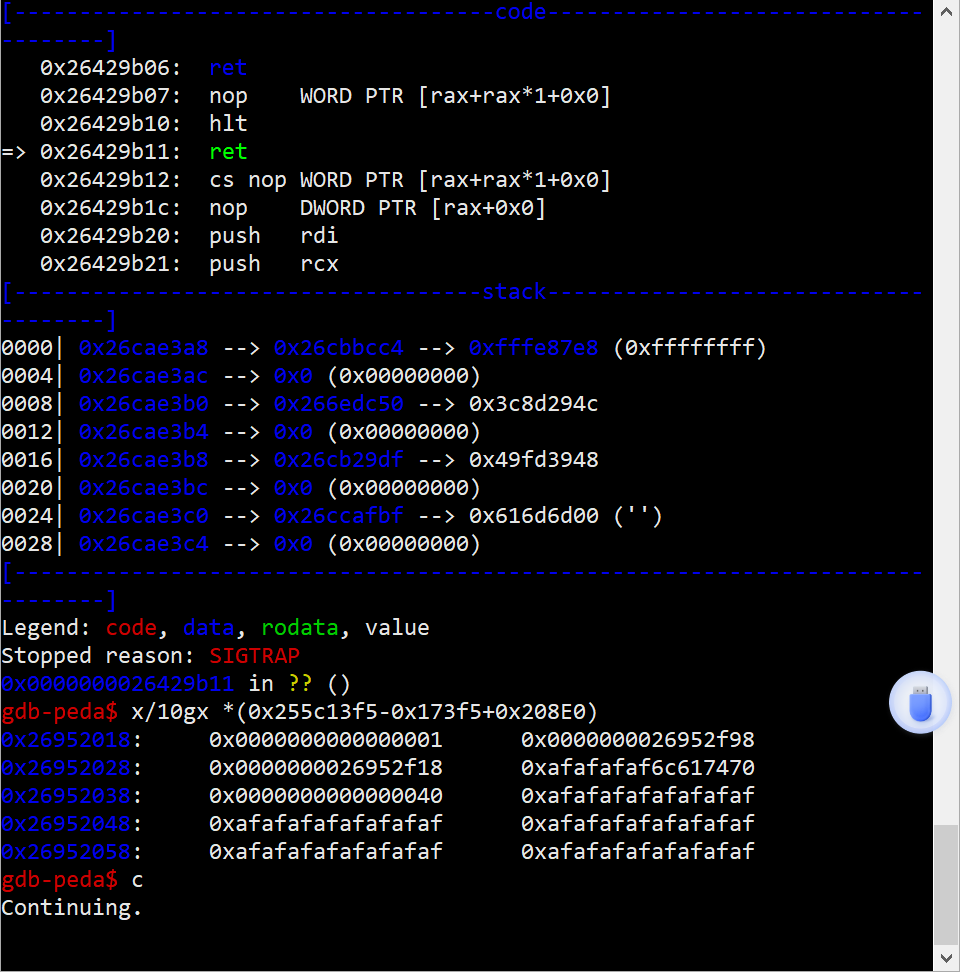 [-------------------------------------code-----------------------------
--------]
   0x26429b06:	ret
   0x26429b07:	nop    WORD PTR [rax+rax*1+0x0]
   0x26429b10:	hlt
=> 0x26429b11:	ret
   0x26429b12:	cs nop WORD PTR [rax+rax*1+0x0]
   0x26429b1c:	nop    DWORD PTR [rax+0x0]
   0x26429b20:	push   rdi
   0x26429b21:	push   rcx
[------------------------------------stack-----------------------------
--------]
0000| 0x26cae3a8 --> 0x26cbbcc4 --> 0xfffe87e8 (0xffffffff)
0004| 0x26cae3ac --> 0x0 (0x00000000)
0008| 0x26cae3b0 --> 0x266edc50 --> 0x3c8d294c
0012| 0x26cae3b4 --> 0x0 (0x00000000)
0016| 0x26cae3b8 --> 0x26cb29df --> 0x49fd3948
0020| 0x26cae3bc --> 0x0 (0x00000000)
0024| 0x26cae3c0 --> 0x26ccafbf --> 0x616d6d00 ('')
0028| 0x26cae3c4 --> 0x0 (0x00000000)
[----------------------------------------------------------------------
--------]
Legend: code, data, rodata, value
Stopped reason: SIGTRAP
0x0000000026429b11 in ?? ()
gdb-peda$ x/10gx *(0x255c13f5-0x173f5+0x208E0)
0x26952018:	0x0000000000000001	0x0000000026952f98
0x26952028:	0x0000000026952f18	0xafafafaf6c617470
0x26952038:	0x0000000000000040	0xafafafafafafafaf
0x26952048:	0xafafafafafafafaf	0xafafafafafafafaf
0x26952058:	0xafafafafafafafaf	0xafafafafafafafaf
gdb-peda$ c
Continuing.